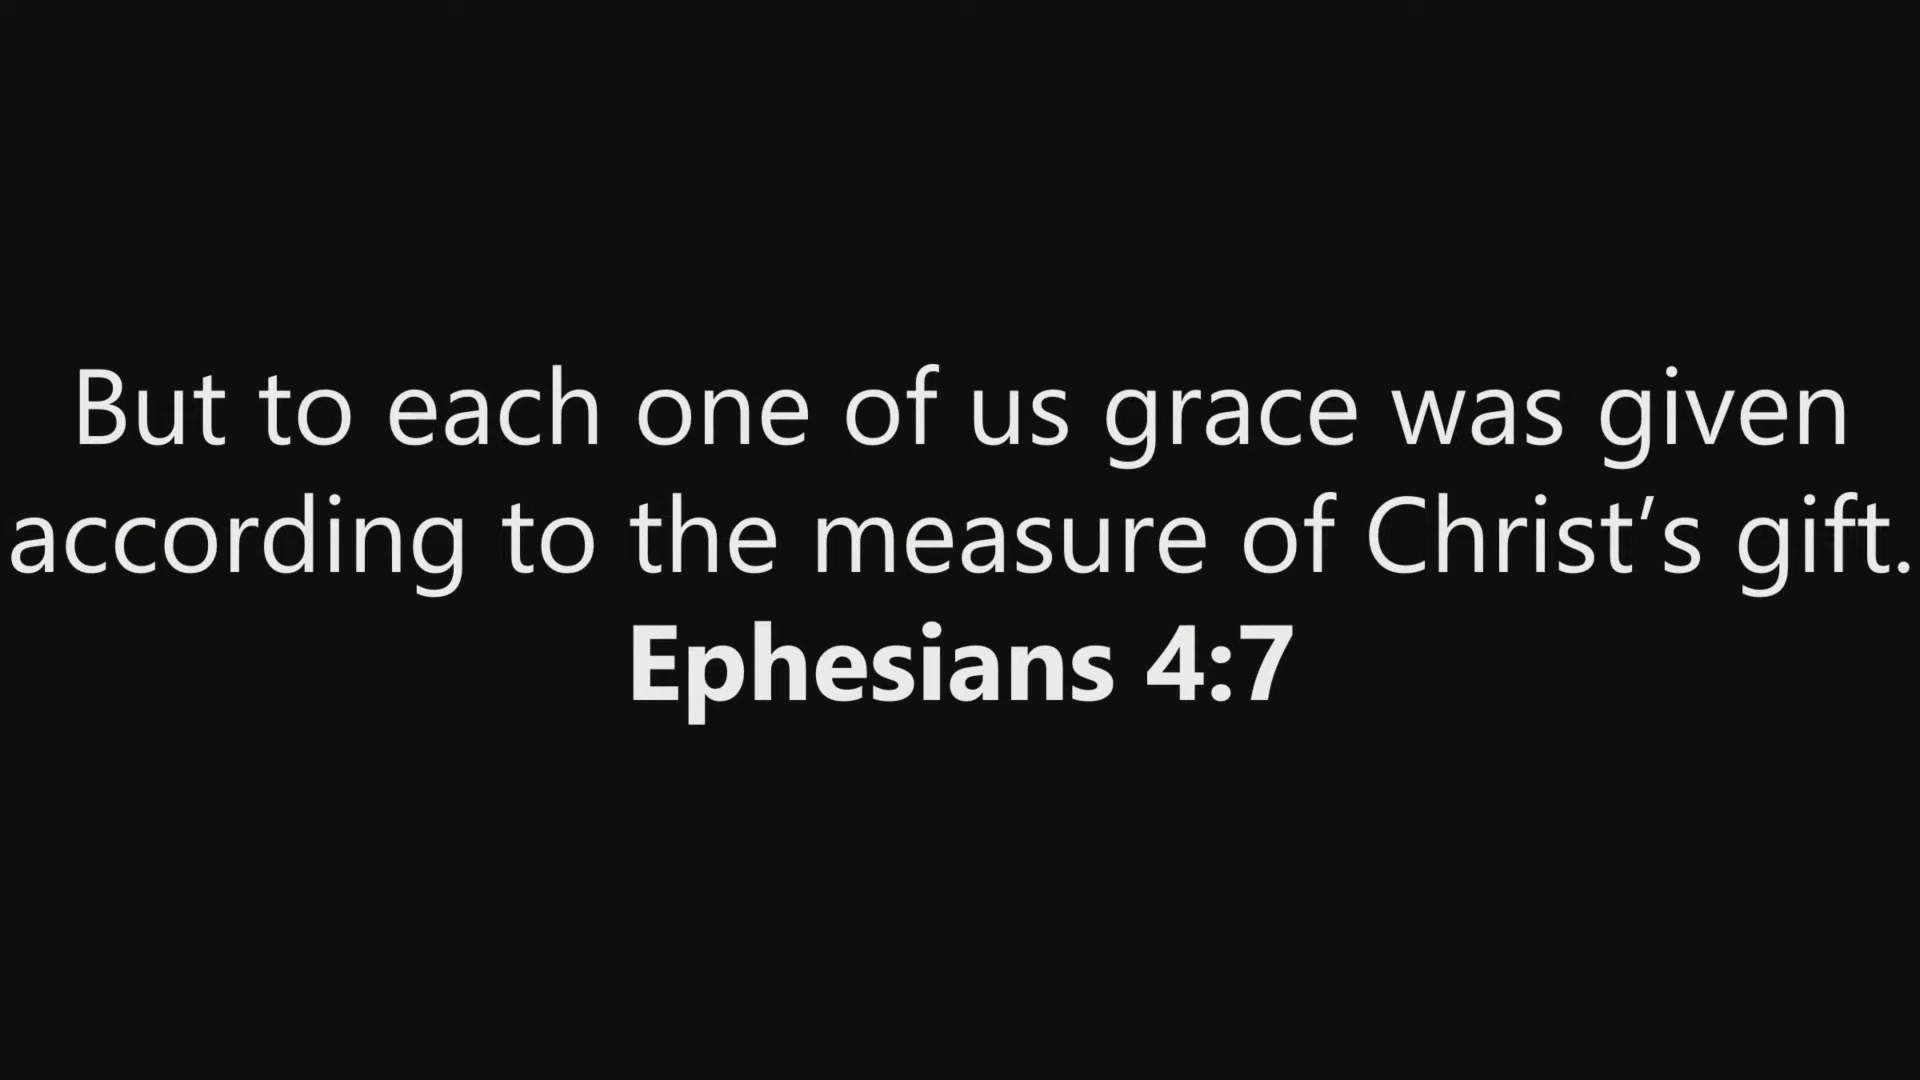 But to each one of us grace was given
according to the measure of Christ’s gift.
Ephesians 4:7